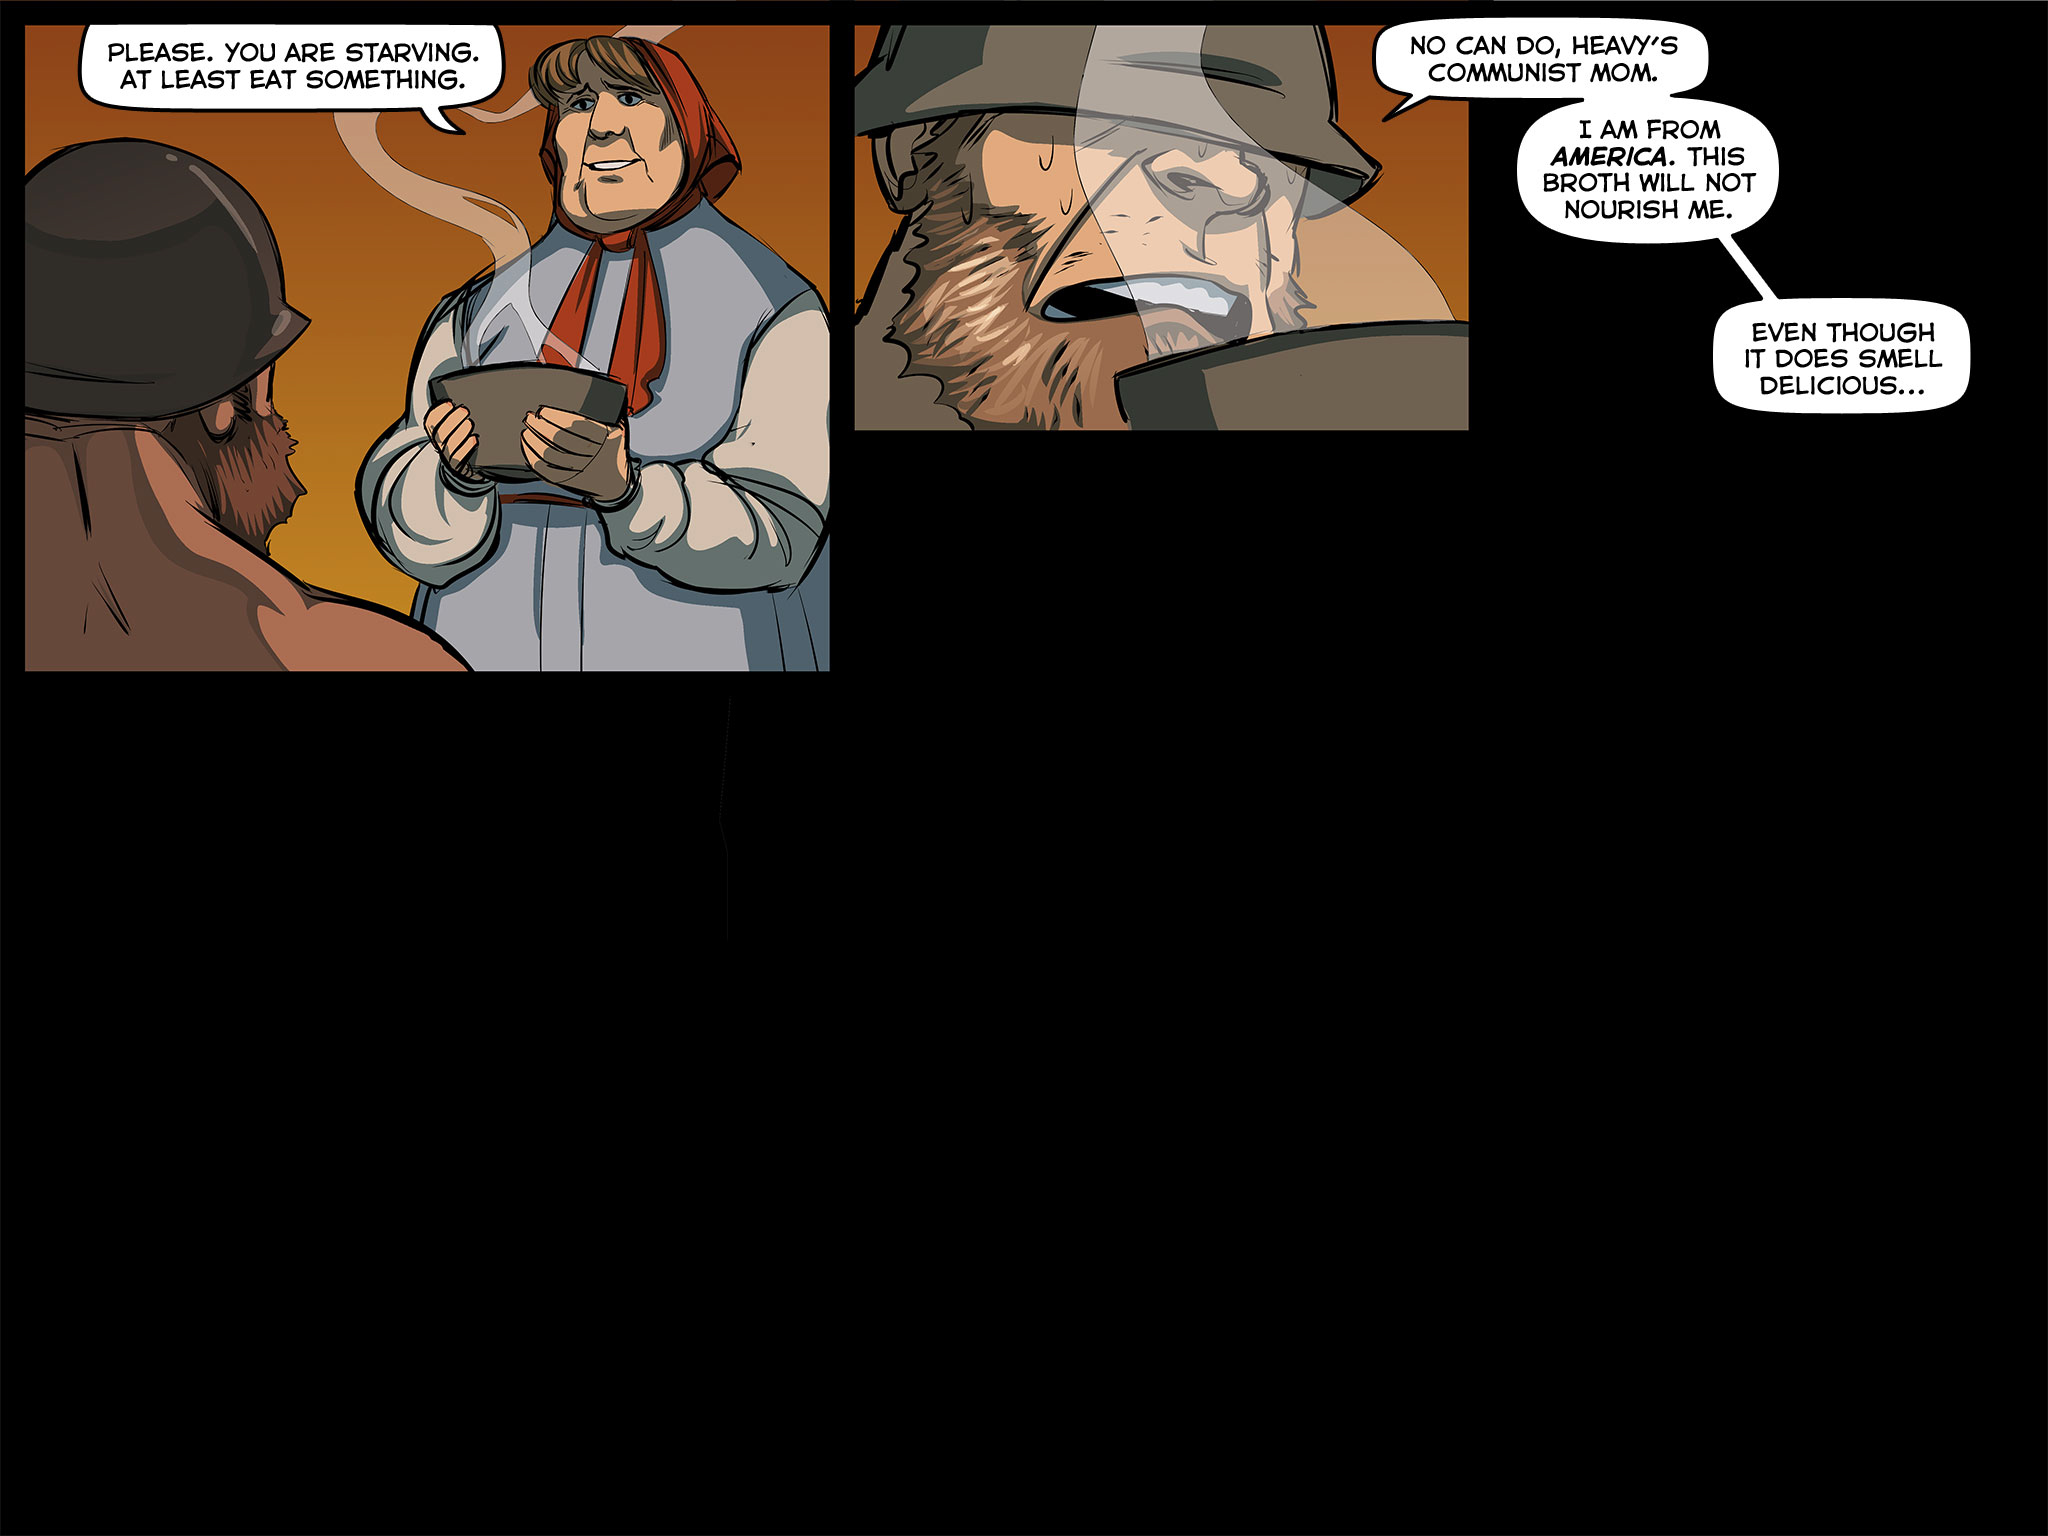 PLEASE. YOU ARE STARVING.
AT LEAST EAT SOMETHING.
NO CAN DO, HEAVY'S
COMMUNIST MOM.
I AM FROM
AMERICA. THIS
BROTH WILL NOT
NOURISH ME.
EVEN THOUGH
IT DOES SMELL
DELICIOUS...